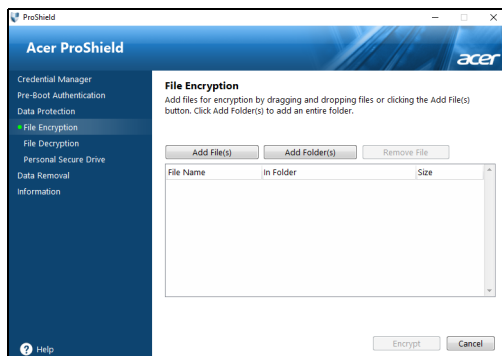 ProShield
Acer ProShield
acer
Credential Manager
Pre-Boot Authentication
Data Protection
File Encryption
File Decryption
Personal Secure Drive
Data Removal
Information
Help
File Encryption
Add files for encryption by dragging and dropping files or clicking the Add File(s)
button. Click Add Folder(s) to add an entire folder.
Add File(s) Add Folder(s) Remove File
File Name In Folder Size
Encrypt Cancel